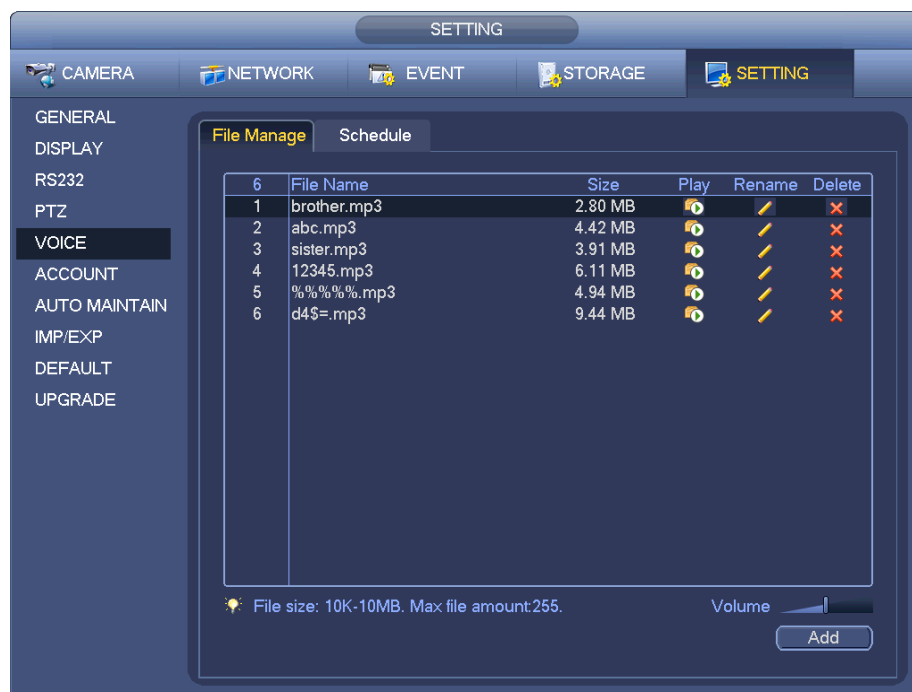 SETTING
CAMERA NETWORK EVENT STORAGE SETTING
GENERAL
DISPLAY
RS232
PTZ
VOICE
ACCOUNT
AUTO MAINTAIN
IMP/EXP
DEFAULT
UPGRADE
File Manage Schedule
6 File Name Size Play Rename Delete
1 brother.mp3 2.80 MB
2 abc.mp3 4.42 MB
3 sister.mp3 3.91 MB
4 12345.mp3 6.11 MB
5 %%%%%.mp3 4.94 MB
6 d4$=.mp3 9.44 MB
File size: 10K-10MB. Max file amount:255. Volume
Add